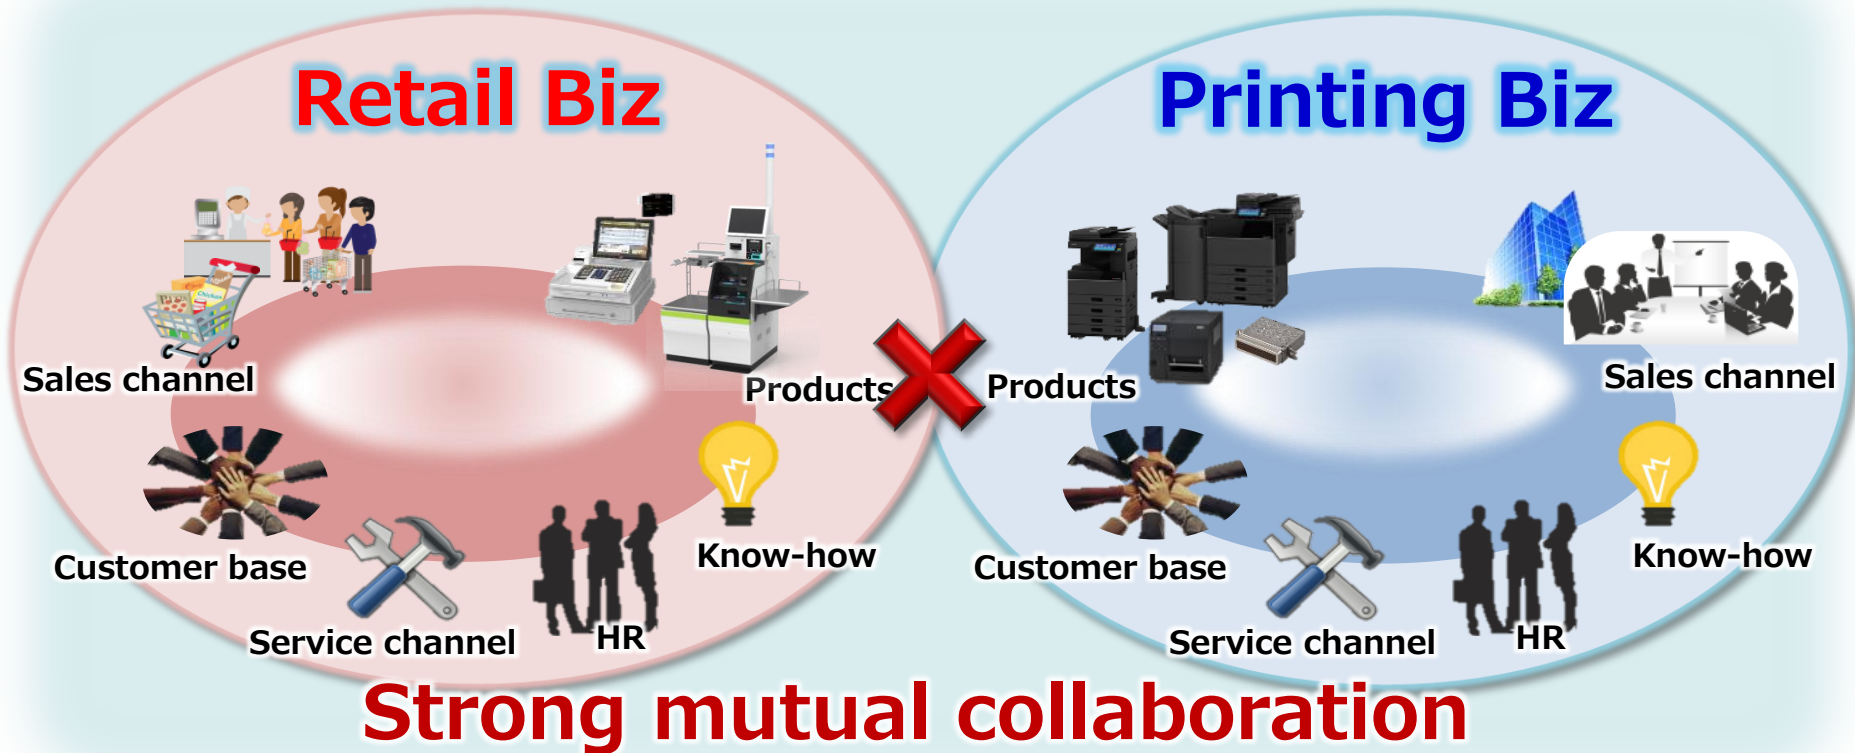 Retail Biz
Printing Biz
Sales channel
Products
Products
Sales channel
Customer base
Service channel
HR
Know-how
Customer base
Service channel
HR
Know-how
Strong mutual collaboration